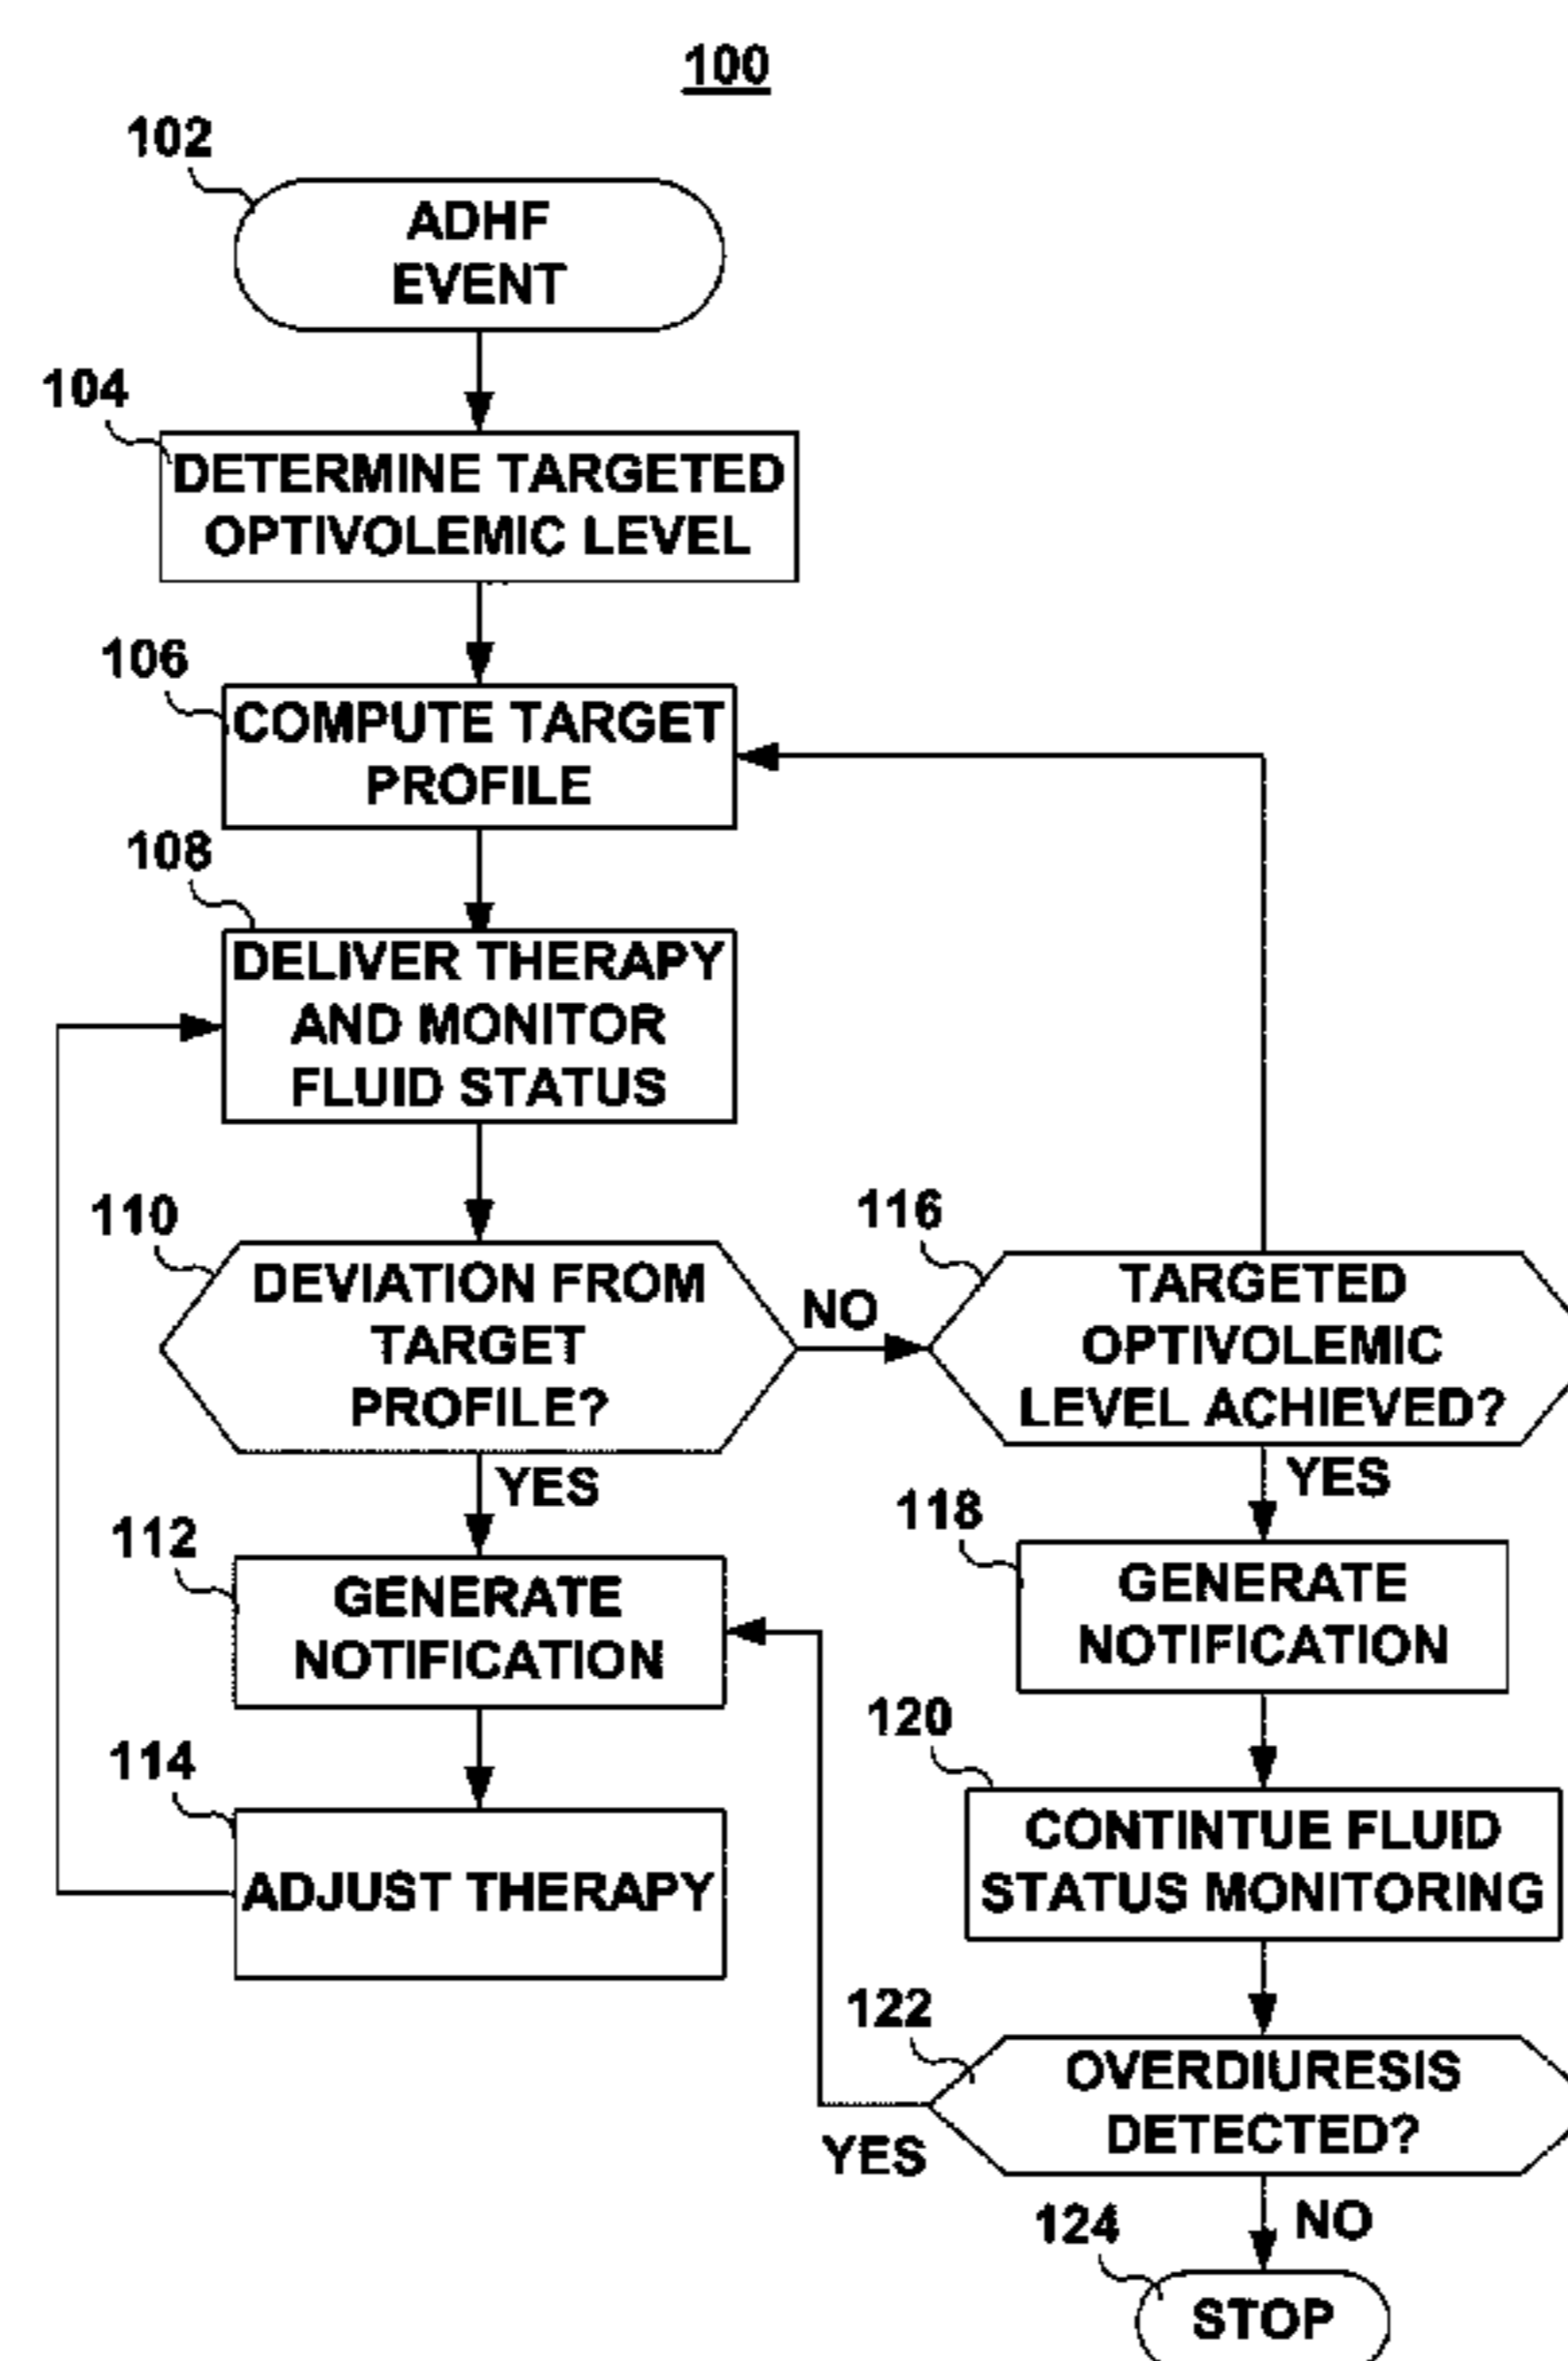 100
102
ADHF
EVENT
104
DETERMINE TARGETED
OPTIVOLEMIC LEVEL
106
COMPUTE TARGET
PROFILE
108
DELIVER THERAPY
AND MONITOR
FLUID STATUS
110
DEVIATION FROM
TARGET
PROFILE?
NO
YES
112
GENERATE
NOTIFICATION
114
ADJUST THERAPY
116
TARGETED
OPTIVOLEMIC
LEVEL ACHIEVED?
YES
118
GENERATE
NOTIFICATION
120
CONTINTUE FLUID
STATUS MONITORING
122
OVERDIURESIS
DETECTED?
YES
NO
124
STOP